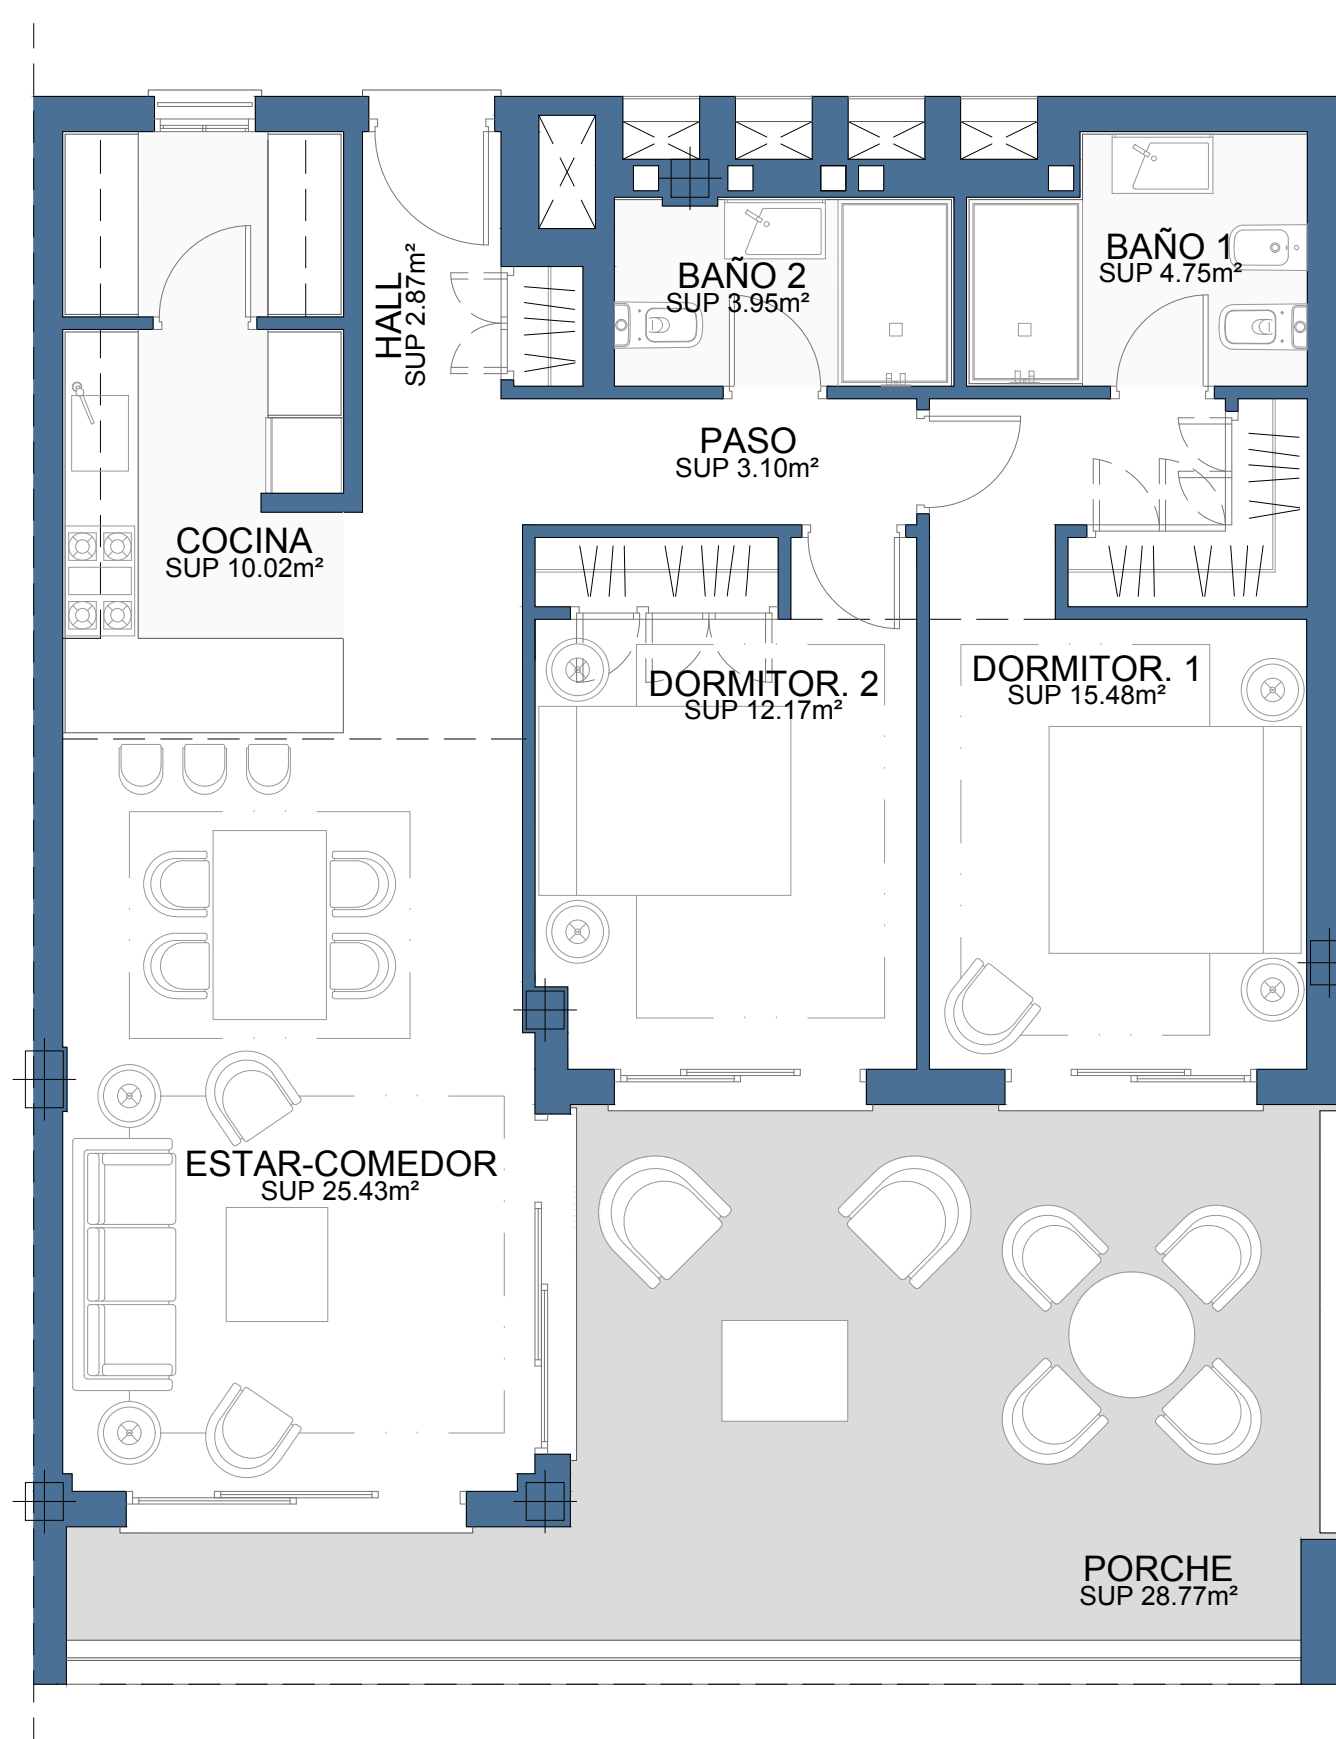 BAÑO 1
SUP 4.75m²
BAÑO 2
SUP 3.95m²
HALL
SUP 2.87m²
PASO
SUP 3.10m²
COCINA
SUP 10.02m²
DORMITOR. 2
SUP 12.17m²
DORMITOR. 1
SUP 15.48m²
ESTAR-COMEDOR
SUP 25.43m²
PORCHE
SUP 28.77m²